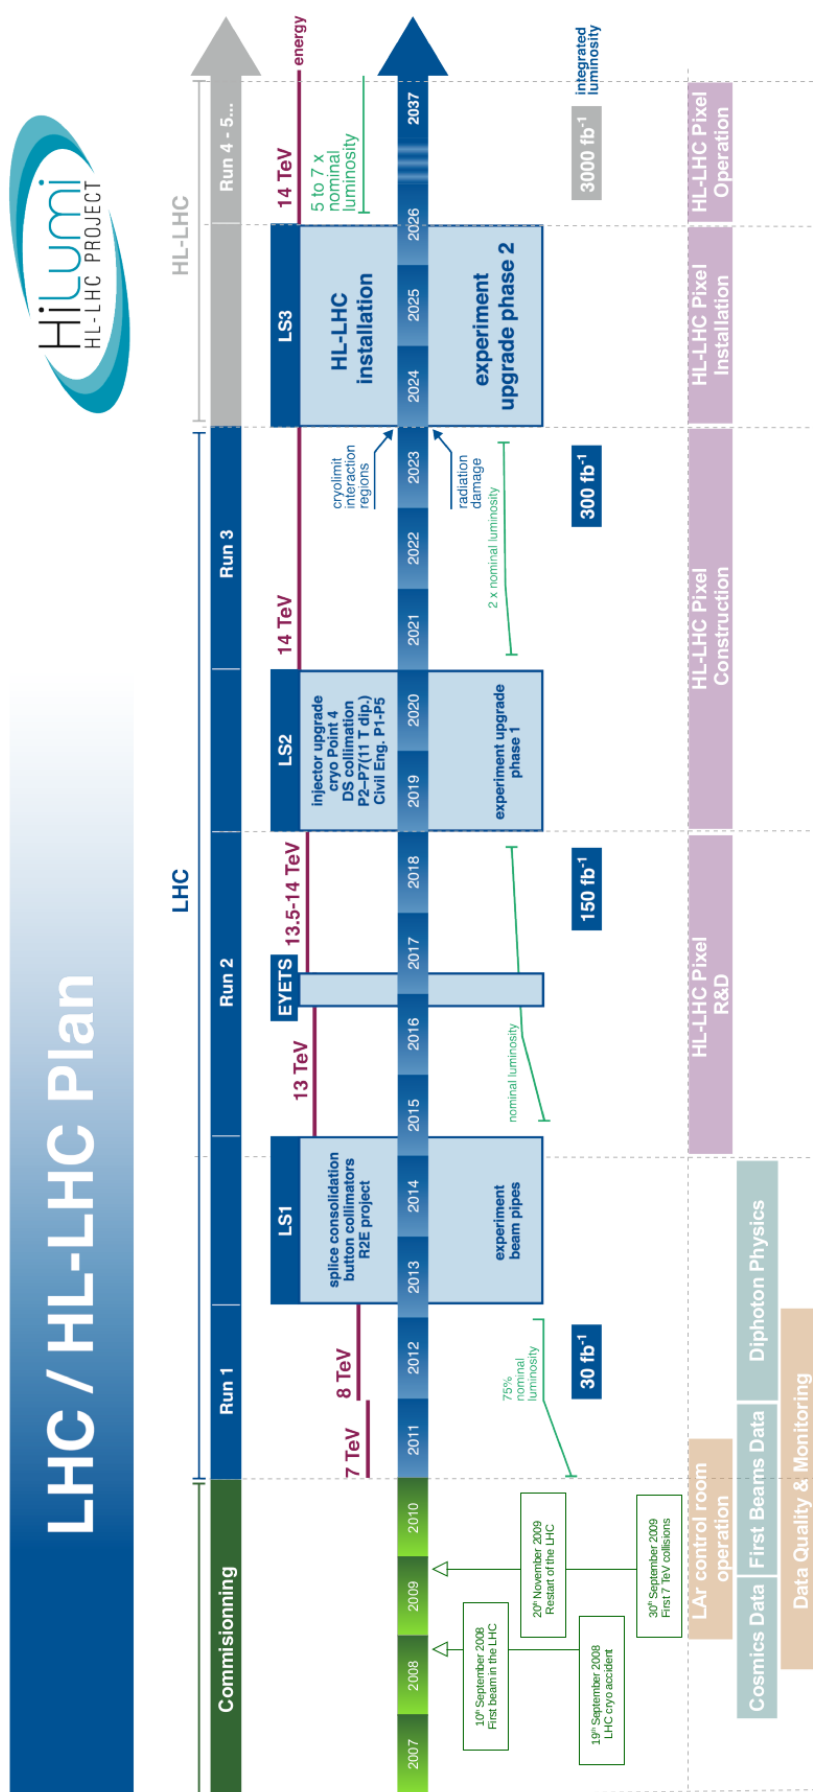 LHC / HL-LHC Plan
HiLumi
HL-LHC PROJECT
LHC
HL-LHC
Commisionning
Run 1
Run 2
Run 3
Run 4 - 5...
LS1
EYETS
LS2
LS3
energy
7 TeV
8 TeV
13 TeV
13.5-14 TeV
14 TeV
14 TeV
splice consolidation
button collimators
R2E project
injector upgrade
cryo Point 4
DS collimation
P2–P7(11 T dip.)
Civil Eng. P1-P5
cryolimit
interaction
regions
HL-LHC
installation
5 to 7 x
nominal
luminosity
2007
2008
2009
2010
2011
2012
2013
2014
2015
2016
2017
2018
2019
2020
2021
2022
2023
2024
2025
2026
2037
10th September 2008
First beam in the LHC
20th November 2009
Restart of the LHC
19th September 2008
LHC cryo accident
30th September 2009
First 7 TeV collisions
75%
nominal
luminosity
experiment
beam pipes
nominal luminosity
experiment upgrade
phase 1
2 x nominal luminosity
radiation
damage
experiment
upgrade phase 2
30 fb-1
150 fb-1
300 fb-1
3000 fb-1
integrated
luminosity
LAr control room
operation
HL-LHC Pixel
R&D
HL-LHC Pixel
Construction
HL-LHC Pixel
Installation
HL-LHC Pixel
Operation
Cosmics Data
First Beams Data
Diphoton Physics
Data Quality & Monitoring